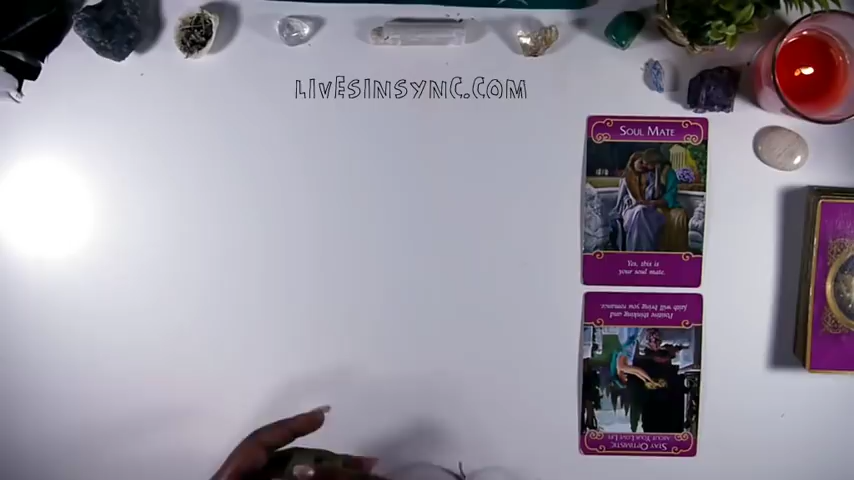 LIVESINSYNC.COM
SOUL MATE
Yes, this is
your soul mate.
Positive thinking and
faith will bring you romance.
STAY OPTIMISTIC
ABOUT YOUR LOVE LIFE